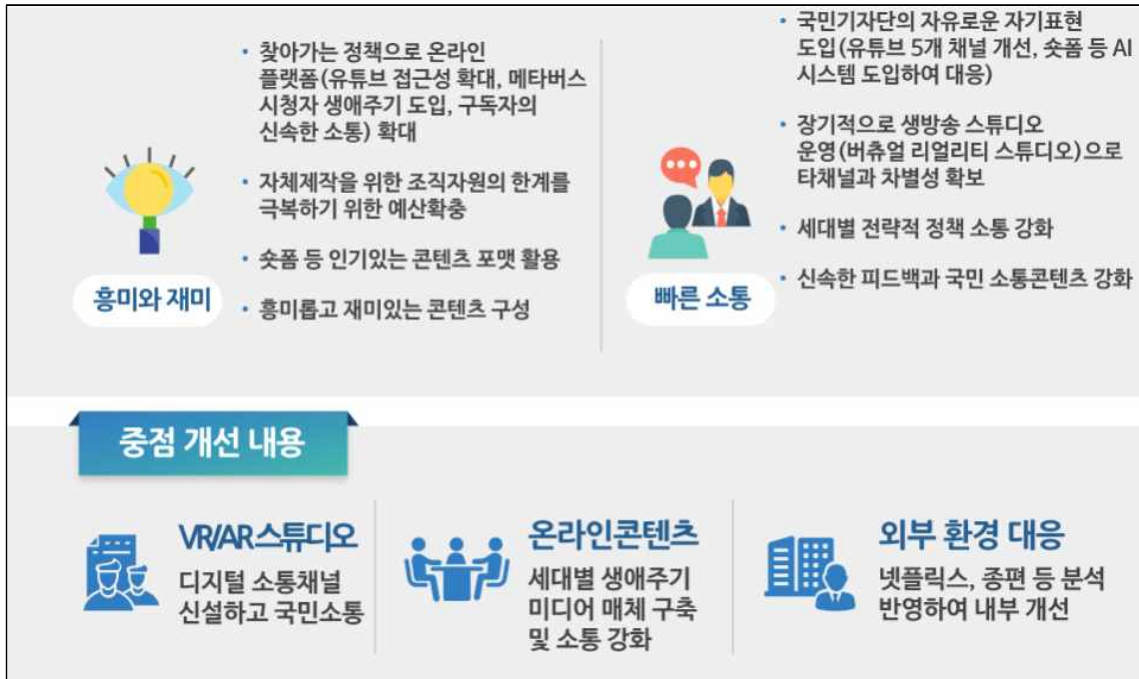 • 찾아가는 정책으로 온라인
플랫폼(유튜브 접근성 확대, 메타버스
시청자 생애주기 도입, 구독자의
신속한 소통) 확대
• 자체제작을 위한 조직자원의 한계를
극복하기 위한 예산확충
• 숏폼 등 인기있는 콘텐츠 포맷 활용
• 흥미롭고 재미있는 콘텐츠 구성
흥미와 재미
• 국민기자단의 자유로운 자기표현
도입(유튜브 5개 채널 개선, 숏폼 등 AI
시스템 도입하여 대응)
• 장기적으로 생방송 스튜디오
운영(버츄얼 리얼리티 스튜디오)으로
타채널과 차별성 확보
• 세대별 전략적 정책 소통 강화
• 신속한 피드백과 국민 소통콘텐츠 강화
빠른 소통
중점 개선 내용
VR/AR스튜디오
디지털 소통채널
신설하고 국민소통
온라인콘텐츠
세대별 생애주기
미디어 매체 구축
및 소통 강화
외부 환경 대응
넷플릭스, 종편 등 분석
반영하여 내부 개선